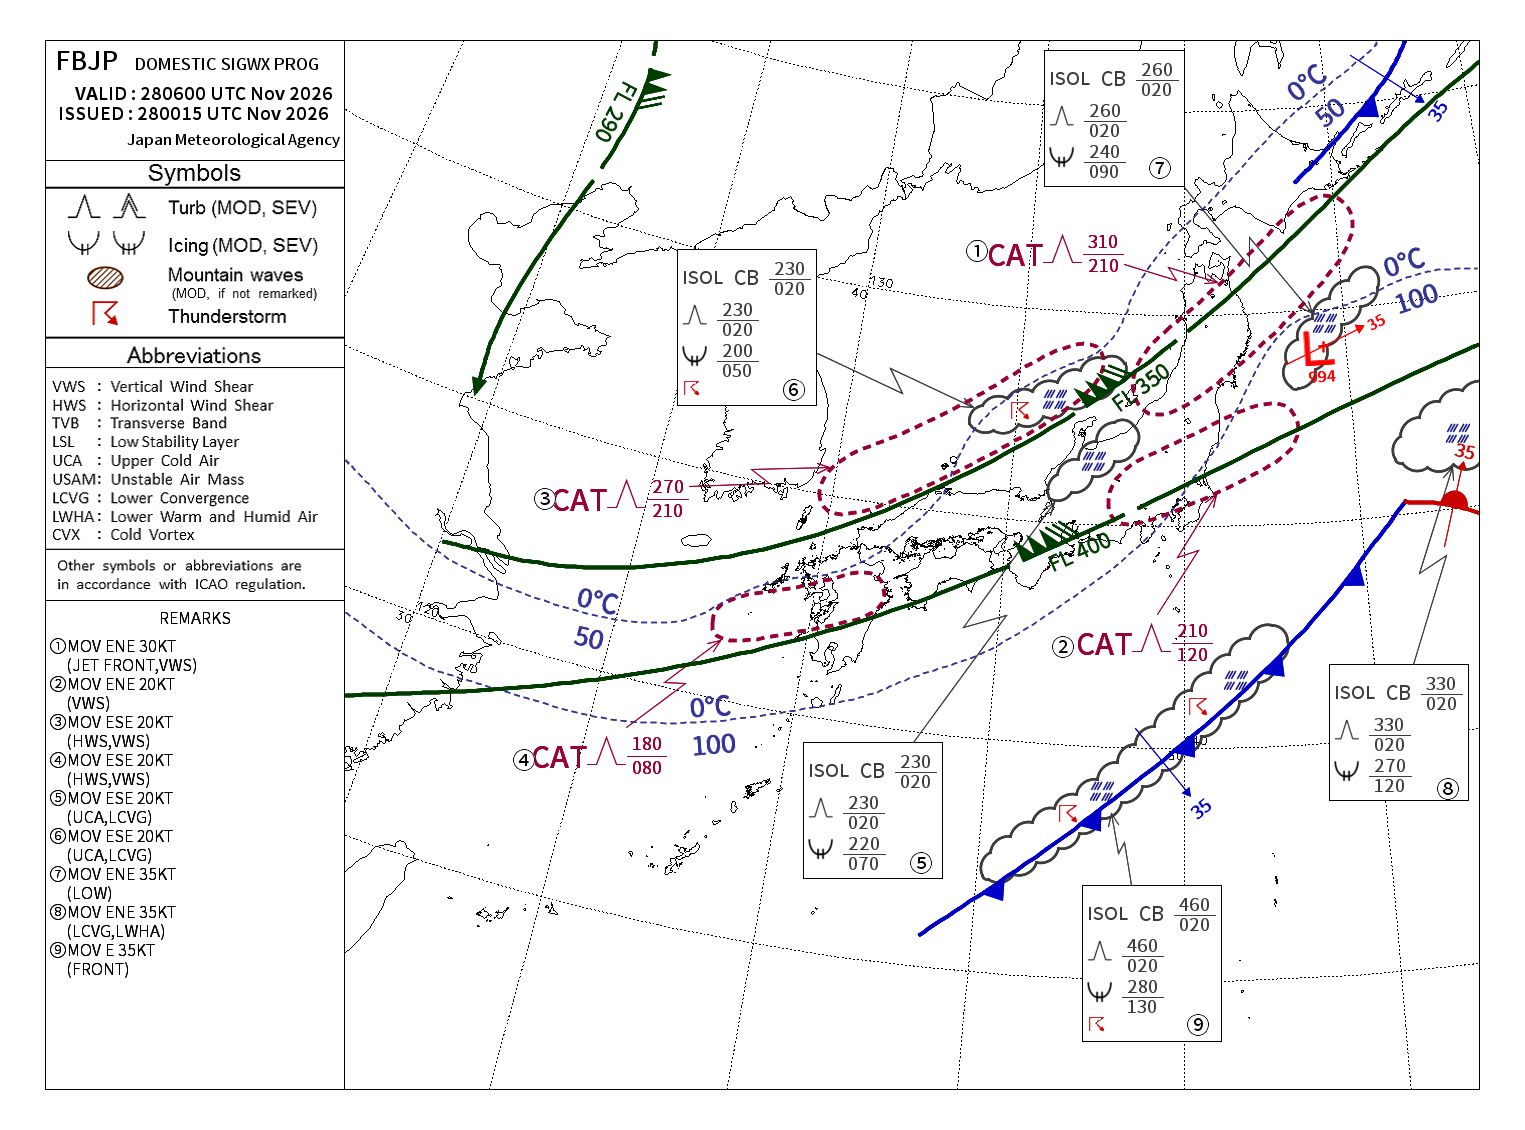 FBJP DOMESTIC SIGWX PROG
VALID : 280600 UTC Nov 2026
ISSUED : 280015 UTC Nov 2026
Japan Meteorological Agency
Symbols
Turb (MOD, SEV)
Icing (MOD, SEV)
Mountain waves
(MOD, if not remarked)
Thunderstorm
Abbreviations
VWS : Vertical Wind Shear
HWS : Horizontal Wind Shear
TVB : Transverse Band
LSL : Low Stability Layer
UCA : Upper Cold Air
USAM: Unstable Air Mass
LCVG : Lower Convergence
LWHA: Lower Warm and Humid Air
CVX : Cold Vortex
Other symbols or abbreviations are
in accordance with ICAO regulation.
REMARKS
①MOV ENE 30KT
(JET FRONT,VWS)
②MOV ENE 20KT
(VWS)
③MOV ESE 20KT
(HWS,VWS)
④MOV ESE 20KT
(HWS,VWS)
⑤MOV ESE 20KT
(UCA,LCVG)
⑥MOV ESE 20KT
(UCA,LCVG)
⑦MOV ENE 35KT
(LOW)
⑧MOV ENE 35KT
(LCVG,LWHA)
⑨MOV E 35KT
(FRONT)
FL 290
ISOL CB 260
020
260
020
240
090
⑦
0°C
50
35
①CAT 310
210
0°C
100
ISOL CB 230
020
230
020
200
050
⑥
40
130
35
L
994
FL 350
35
③CAT 270
210
FL 400
0°C
50
30
120
②CAT 210
120
0°C
100
④CAT 180
080
ISOL CB 330
020
330
020
270
120
⑧
ISOL CB 230
020
230
020
220
070
⑤
35
ISOL CB 460
020
460
020
280
130
⑨